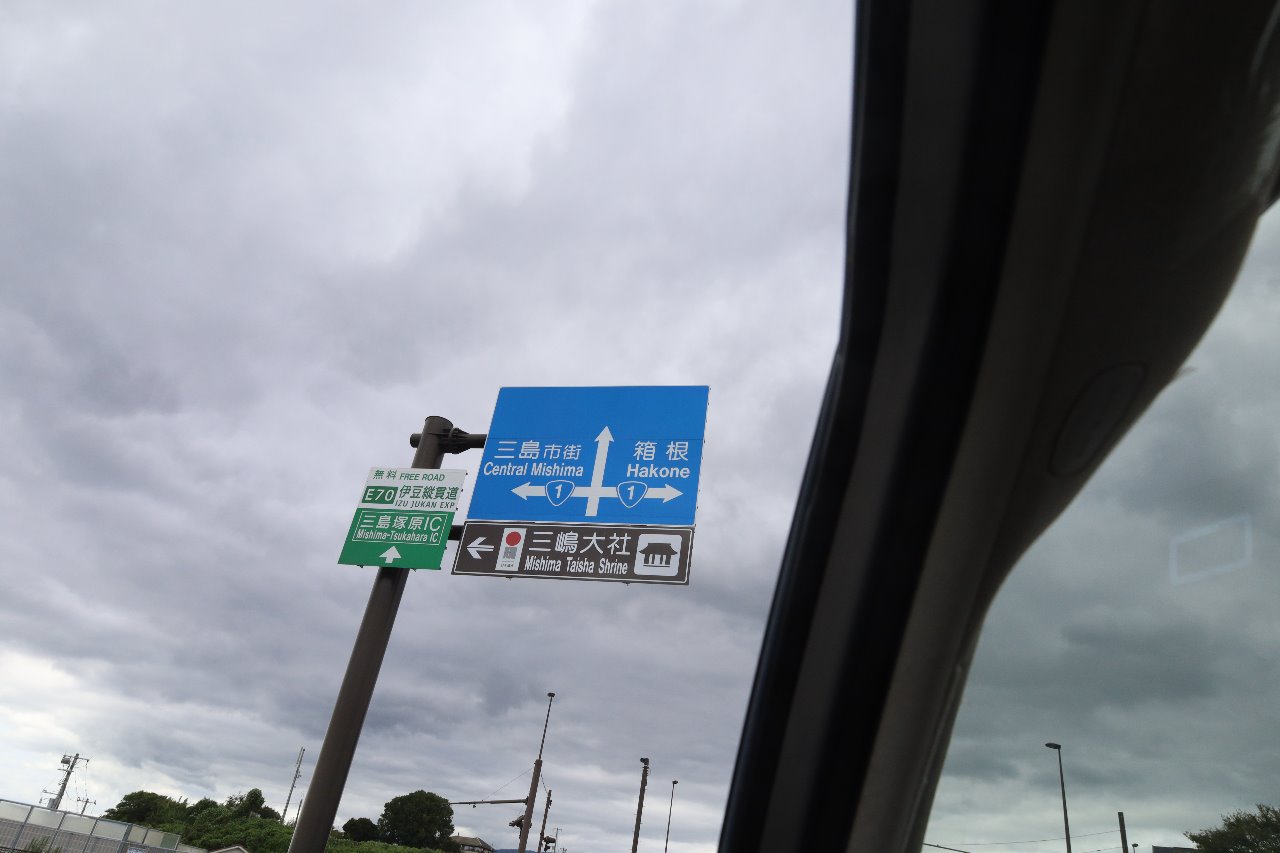 三島市街
Central Mishima
箱根
Hakone
1
1
無料 FREE ROAD
E70 伊豆縦貫道
IZU JUKAN EXP
三島塚原IC
Mishima-Tsukahara IC
三嶋大社
Mishima Taisha Shrine